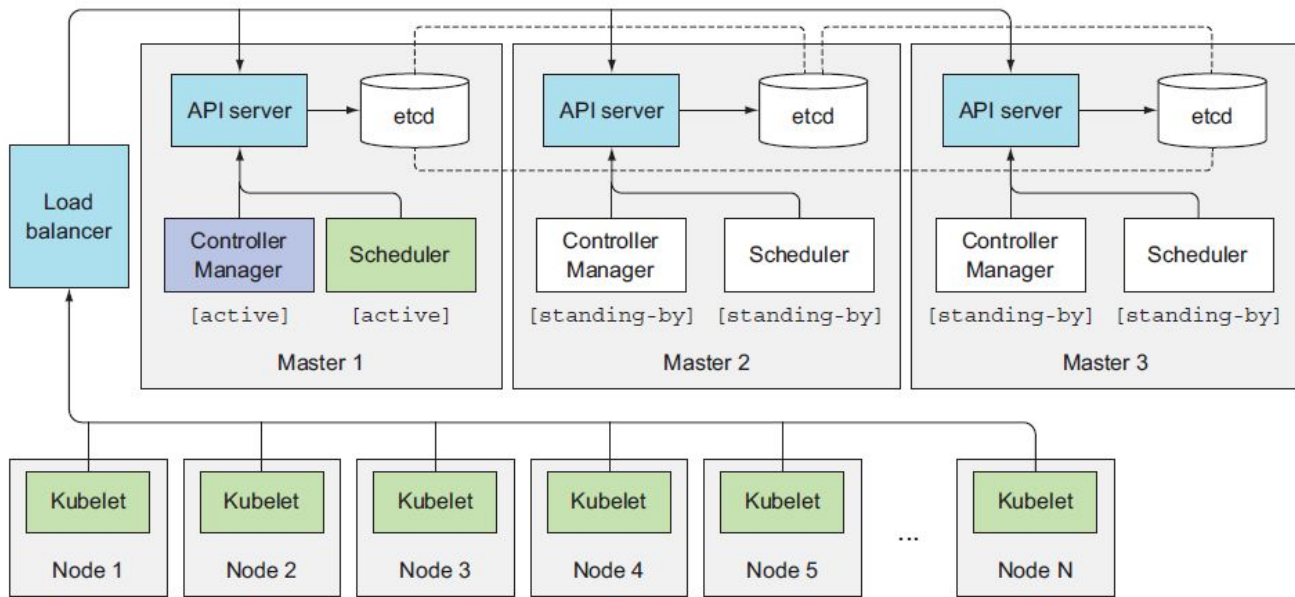 API server
etcd
API server
etcd
API server
etcd
Load
balancer
Controller
Manager
Scheduler
Controller
Manager
Scheduler
Controller
Manager
Scheduler
[active]
[active]
[standing-by]
[standing-by]
[standing-by]
[standing-by]
Master 1
Master 2
Master 3
Kubelet
Kubelet
Kubelet
Kubelet
Kubelet
Kubelet
...
Node 1
Node 2
Node 3
Node 4
Node 5
Node N